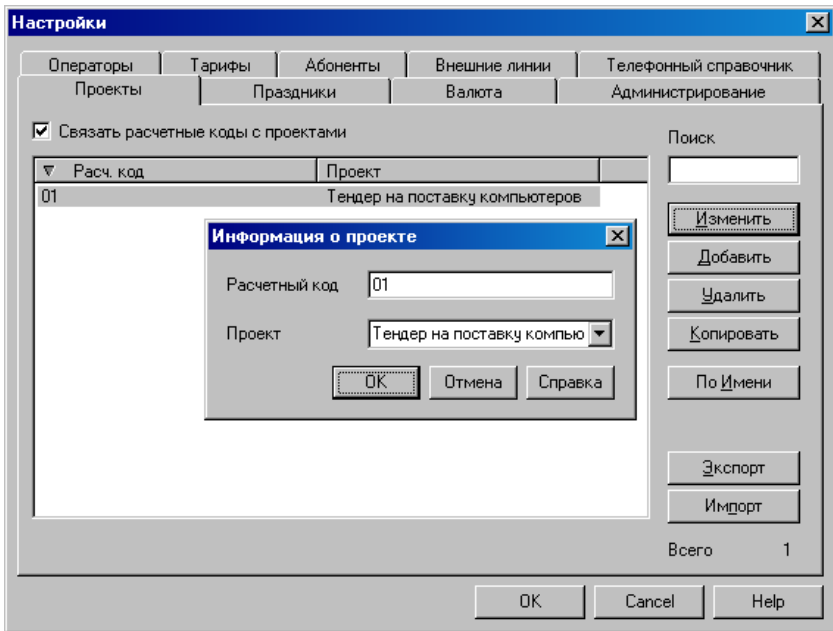 Настройки
Операторы Тарифы Абоненты Внешние линии Телефонный справочник
Проекты Праздники Валюта Администрирование
Связать расчетные коды с проектами
Поиск
Расч. код Проект
01 Тендер на поставку компьютеров
Изменить
Информация о проекте
Добавить
Расчетный код 01
Удалить
Проект Тендер на поставку компью
Копировать
OK Отмена Справка
По Имени
Экспорт
Импорт
Всего 1
OK Cancel Help